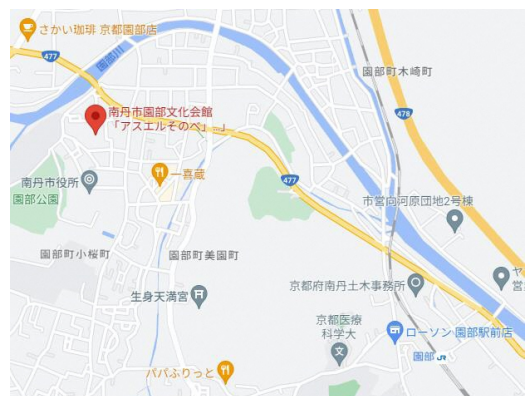 さかい珈琲 京都園部店
477
園部川
園部町木崎町
478
南丹市園部文化会館
「アスエルそのべ」...」
一喜蔵
477
南丹市役所
園部公園
市営向河原団地2号棟
園部町小桜町
園部町美園町
ヤ
営
京都府南丹土木事務所
生身天満宮
京都医療
科学大
ローソン 園部駅前店
園部 JR
パパふりっと